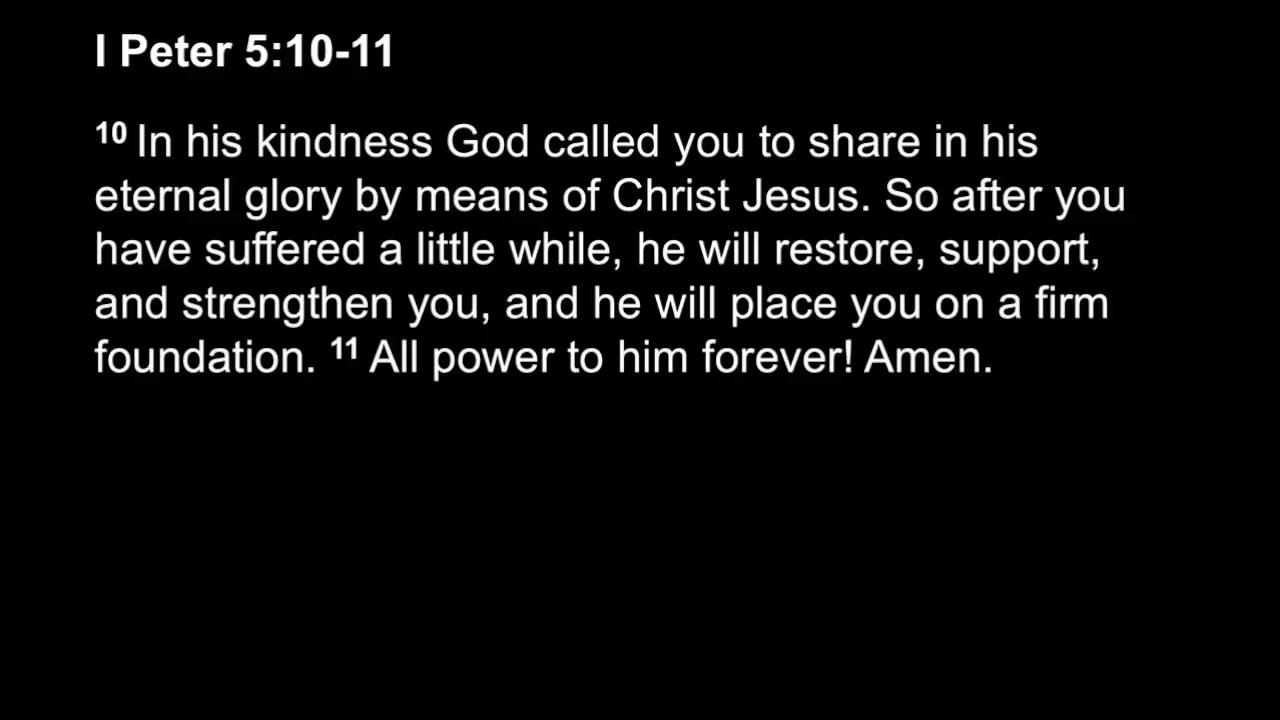 I Peter 5:10-11
10 In his kindness God called you to share in his
eternal glory by means of Christ Jesus. So after you
have suffered a little while, he will restore, support,
and strengthen you, and he will place you on a firm
foundation. 11 All power to him forever! Amen.